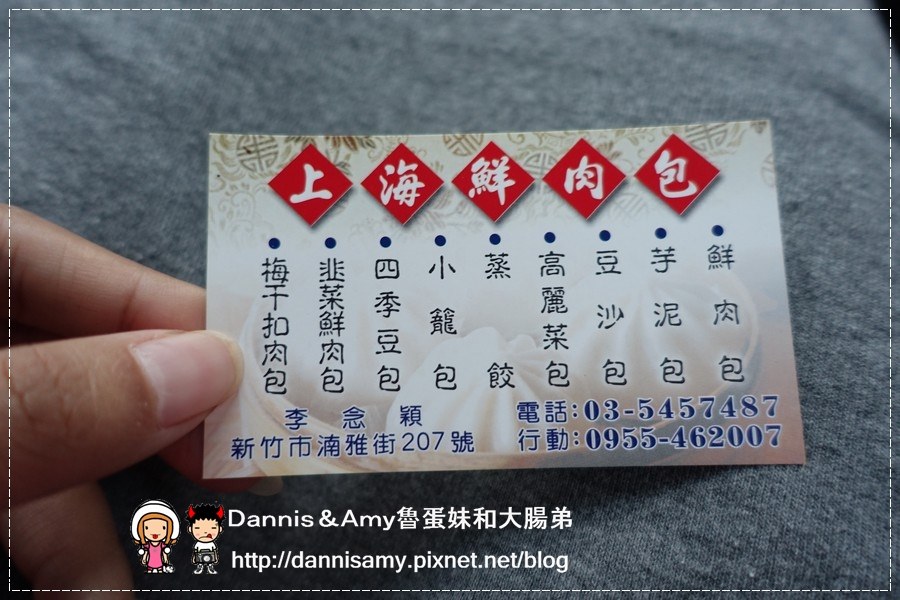 上海鮮肉包
鮮肉包
芋泥包
豆沙包
高麗菜包
蒸餃
小籠包
四季豆包
韭菜鮮肉包
梅干扣肉包
李念穎
新竹市湳雅街207號
電話:03-5457487
行動:0955-462007
Dannis&Amy魯蛋妹和大腸弟
http://dannisamy.pixnet.net/blog